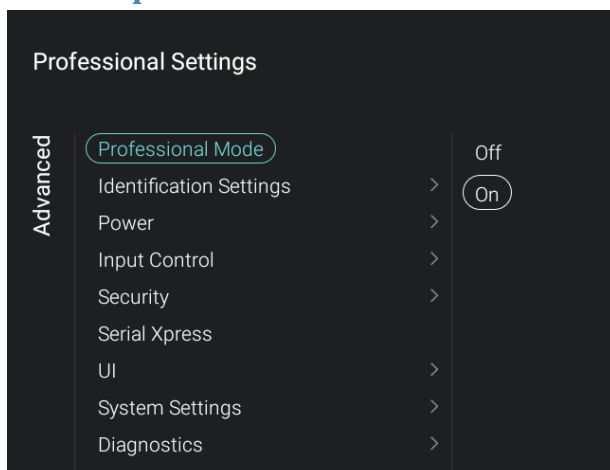 Professional Settings
Advanced
Professional Mode
Identification Settings
Power
Input Control
Security
Serial Xpress
UI
System Settings
Diagnostics
Off
On